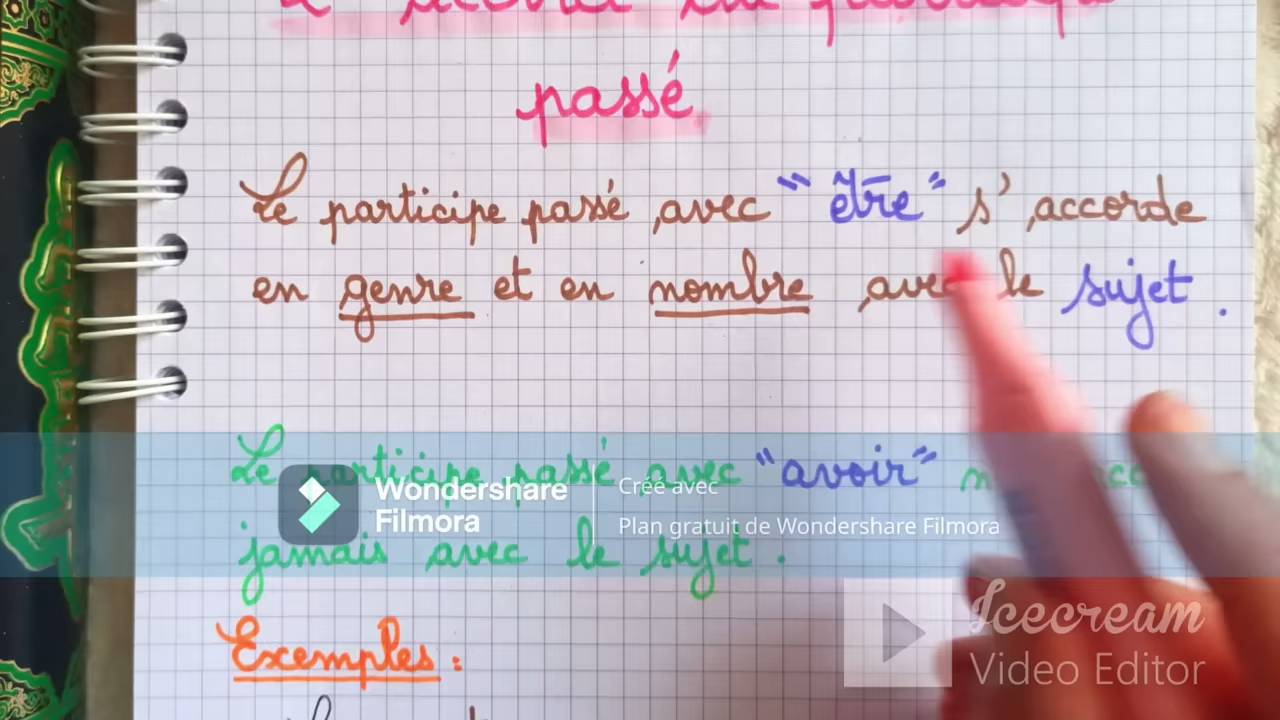 passé
Le participe passé avec "être" s'accorde
en genre et en nombre avec le sujet.
Le participe passé avec "avoir"
jamais avec le sujet.
Wondershare
Filmora
Créé avec
Plan gratuit de Wondershare Filmora
Exemples:
Icecream
Video Editor